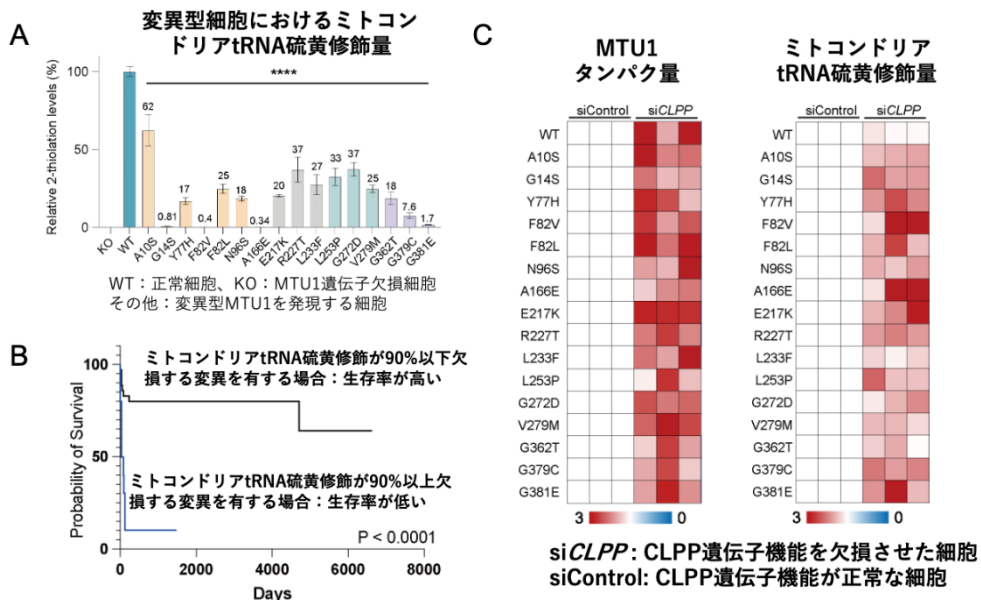 A
変異型細胞におけるミトコン
ドリアtRNA硫黄修飾量
Relative 2-thiolation levels (%)
100
50
0
****
62
0.81
17
0.4
25
18
0.34
20
37
27
33
37
25
18
7.6
1.7
KO
WT
A10S
G14S
Y77H
F82V
F82L
N96S
A166E
E217K
R227T
L233F
L253P
G272D
V279M
G362T
G379C
G381E
WT：正常細胞、KO：MTU1遺伝子欠損細胞
その他：変異型MTU1を発現する細胞
B
Probability of Survival
100
50
0
ミトコンドリアtRNA硫黄修飾が90%以下欠
損する変異を有する場合：生存率が高い
ミトコンドリアtRNA硫黄修飾が90%以上欠
損する変異を有する場合：生存率が低い
P < 0.0001
0 2000 4000 6000 8000
Days
C
MTU1
タンパク量
siControl siCLPP
WT
A10S
G14S
Y77H
F82V
F82L
N96S
A166E
E217K
R227T
L233F
L253P
G272D
V279M
G362T
G379C
G381E
3 0
ミトコンドリア
tRNA硫黄修飾量
siControl siCLPP
WT
A10S
G14S
Y77H
F82V
F82L
N96S
A166E
E217K
R227T
L233F
L253P
G272D
V279M
G362T
G379C
G381E
3 0
siCLPP : CLPP遺伝子機能を欠損させた細胞
siControl: CLPP遺伝子機能が正常な細胞